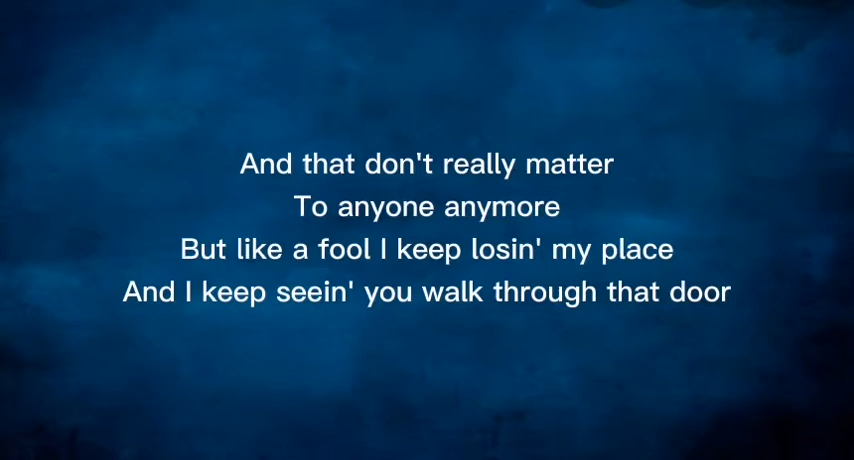 And that don't really matter
To anyone anymore
But like a fool I keep losin' my place
And I keep seein' you walk through that door